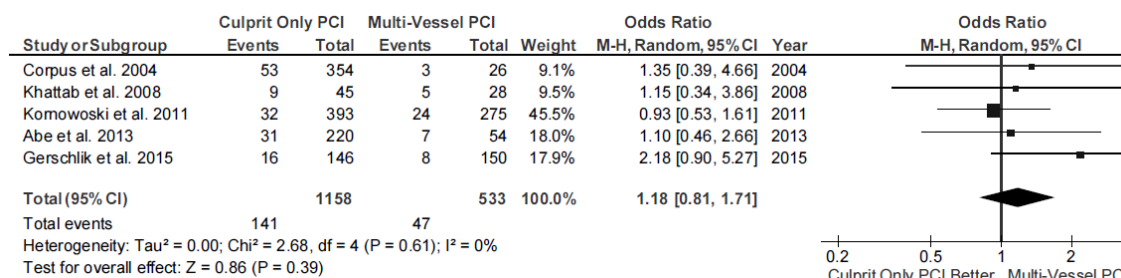 Culprit Only PCI Multi-Vessel PCI Odds Ratio Odds Ratio
Study or Subgroup Events Total Events Total Weight M-H, Random, 95% CI Year M-H, Random, 95% CI
Corpus et al. 2004 53 354 3 26 9.1% 1.35 [0.39, 4.66] 2004
Khattab et al. 2008 9 45 5 28 9.5% 1.15 [0.34, 3.86] 2008
Kornowoski et al. 2011 32 393 24 275 45.5% 0.93 [0.53, 1.61] 2011
Abe et al. 2013 31 220 7 54 18.0% 1.10 [0.46, 2.66] 2013
Gerschlik et al. 2015 16 146 8 150 17.9% 2.18 [0.90, 5.27] 2015
Total (95% CI) 1158 533 100.0% 1.18 [0.81, 1.71]
Total events 141 47
Heterogeneity: Tau² = 0.00; Chi² = 2.68, df = 4 (P = 0.61); I² = 0%
Test for overall effect: Z = 0.86 (P = 0.39)
0.2 0.5 1 2
Culprit Only PCI Better Multi-Vessel PC